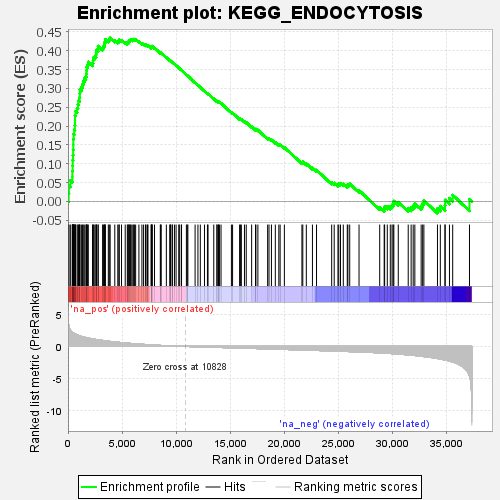 Enrichment plot: KEGG_ENDOCYTOSIS
Enrichment score (ES)
0.45
0.40
0.35
0.30
0.25
0.20
0.15
0.10
0.05
0.00
-0.05
Ranked list metric (PreRanked)
'na_pos' (positively correlated)
5
0
-5
-10
Zero cross at 10828
'na_neg' (negatively correlated)
0 5,000 10,000 15,000 20,000 25,000 30,000 35,000
Rank in Ordered Dataset
Enrichment profile Hits Ranking metric scores